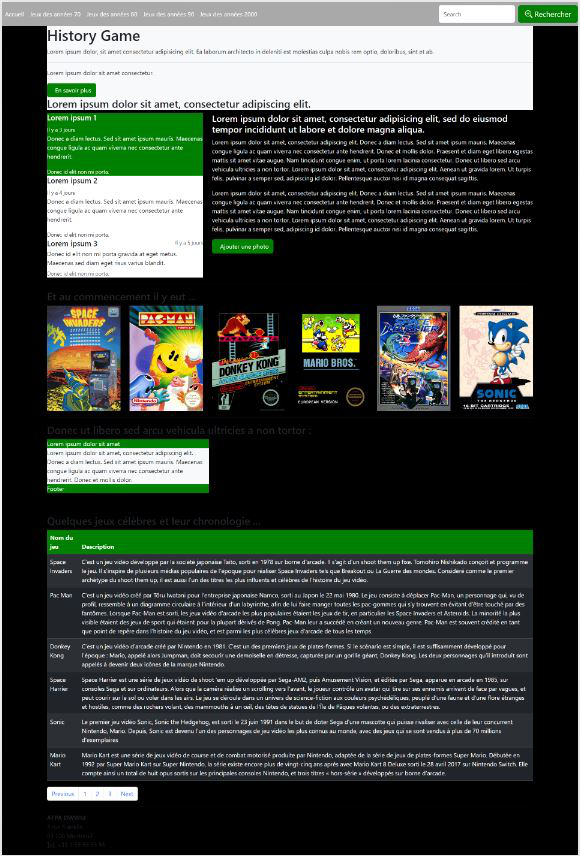 Accueil Jeux des années 70 Jeux des années 80 Jeux des années 90 Jeux des années 2000 Search Rechercher
History Game
Lorem ipsum dolor, sit amet consectetur adipisicing elit. Ea laborum architecto in deleniti est molestias culpa nobis rem optio, doloribus, sint et ab.
Lorem ipsum dolor sit amet consectetur
En savoir plus
Lorem ipsum dolor sit amet, consectetur adipiscing elit.
Lorem ipsum 1
Il y a 3 jours
Donec a diam lectus. Sed sit amet ipsum mauris. Maecenas
congue ligula ac quam viverra nec consectetur ante
hendrerit.
Donec id elit non mi porta.
Lorem ipsum 2
Il y a 4 jours
Donec a diam lectus. Sed sit amet ipsum mauris. Maecenas
congue ligula ac quam viverra nec consectetur ante
hendrerit.
Donec id elit non mi porta.
Lorem ipsum 3 Il y a 5 jours
Donec id elit non mi porta gravida at eget metus.
Maecenas sed diam eget risus varius blandit.
Donec id elit non mi porta.
Lorem ipsum dolor sit amet, consectetur adipiscing elit, sed do eiusmod
tempor incididunt ut labore et dolore magna aliqua.
Lorem ipsum dolor sit amet, consectetur adipiscing elit. Donec a diam lectus. Sed sit amet ipsum mauris. Maecenas
congue ligula ac quam viverra nec consectetur ante hendrerit. Donec et mollis dolor. Praesent et diam eget libero egestas
mattis sit amet vitae augue. Nam tincidunt congue enim, ut porta lorem lacinia consectetur. Donec ut libero sed arcu
vehicula ultricies a non tortor. Lorem ipsum dolor sit amet, consectetur adipiscing elit. Aenean ut gravida lorem. Ut turpis
felis, pulvinar a semper sed, adipiscing id dolor. Pellentesque auctor nisi id magna consequat sagittis.
Lorem ipsum dolor sit amet, consectetur adipiscing elit. Donec a diam lectus. Sed sit amet ipsum mauris. Maecenas
congue ligula ac quam viverra nec consectetur ante hendrerit. Donec et mollis dolor. Praesent et diam eget libero egestas
mattis sit amet vitae augue. Nam tincidunt congue enim, ut porta lorem lacinia consectetur. Donec ut libero sed arcu
vehicula ultricies a non tortor. Lorem ipsum dolor sit amet, consectetur adipiscing elit. Aenean ut gravida lorem. Ut turpis
felis, pulvinar a semper sed, adipiscing id dolor. Pellentesque auctor nisi id magna consequat sagittis.
Ajouter une photo
Et au commencement il y eut ...
SPACE INVADERS
PAC-MAN
Nintendo
DONKEY KONG
MARIO BROS.
EUROPEAN VERSION
SPACE HARRIER
SONIC
THE HEDGEHOG
16-BIT CARTRIDGE
SEGA
Donec ut libero sed arcu vehicula ultricies a non tortor :
Lorem ipsum dolor sit amet
Lorem ipsum dolor sit amet, consectetur adipiscing elit.
Donec a diam lectus. Sed sit amet ipsum mauris. Maecenas
congue ligula ac quam viverra nec consectetur ante
hendrerit. Donec et mollis dolor.
Footer
Quelques jeux célèbres et leur chronologie ...
Nom du jeu Description
Space Invaders
C'est un jeu vidéo développé par la société japonaise Taito, sorti en 1978 sur borne d'arcade. Il s'agit d'un shoot them up fixe. Tomohiro Nishikado conçoit et programme
le jeu. Il s'inspire de plusieurs médias populaires de l'époque pour réaliser Space Invaders tels que Breakout ou La Guerre des mondes. Considéré comme le premier
archétype du shoot them up, il est aussi l'un des titres les plus influents et célèbres de l'histoire du jeu vidéo.
Pac Man
C'est un jeu vidéo créé par Tōru Iwatani pour l'entreprise japonaise Namco, sorti au Japon le 22 mai 1980. Le jeu consiste à déplacer Pac-Man, un personnage qui, vu de
profil, ressemble à un diagramme circulaire à l'intérieur d'un labyrinthe, afin de lui faire manger toutes les pac-gommes qui s'y trouvent en évitant d'être touché par des
fantômes. Lorsque Pac-Man est sorti, les jeux vidéo d'arcade les plus populaires étaient les jeux de tir, en particulier les Space Invaders et Asteroids. La minorité la plus
visible étaient des jeux de sport qui étaient pour la plupart dérivés de Pong. Pac-Man leur a succédé en créant un nouveau genre. Pac-Man est souvent crédité en tant
que point de repère dans l'histoire du jeu vidéo, et est parmi les plus célèbres jeux d'arcade de tous les temps.
Donkey Kong
C'est un jeu vidéo d'arcade créé par Nintendo en 1981. C'est un des premiers jeux de plates-formes. Si le scénario est simple, il est suffisamment développé pour
l'époque : Mario, appelé alors Jumpman, doit secourir une demoiselle en détresse, capturée par un gorille géant, Donkey Kong. Les deux personnages qu'il introduit sont
appelés à devenir deux icônes de la marque Nintendo.
Space Harrier
Space Harrier est une série de jeux vidéo de shoot 'em up développée par Sega-AM2, puis Amusement Vision, et éditée par Sega, apparue en arcade en 1985, sur
consoles Sega et sur ordinateurs. Alors que la caméra réalise un scrolling vers l'avant, le joueur contrôle un avatar qui tire sur ses ennemis arrivant de face par vagues, et
peut courir sur le sol ou voler dans les airs. Le jeu se déroule dans un univers de science-fiction aux couleurs psychédéliques, peuplé d'une faune et d'une flore étranges
et hostiles, comme des rochers volant, des mammouths à un œil, des têtes de statues de l'île de Pâques volantes, ou des extraterrestres.
Sonic
Le premier jeu vidéo Sonic, Sonic the Hedgehog, est sorti le 23 juin 1991 dans le but de doter Sega d'une mascotte qui puisse rivaliser avec celle de leur concurrent
Nintendo, Mario. Depuis, Sonic est devenu l'un des personnages de jeu vidéo les plus connus au monde, avec des jeux qui se sont vendus à plus de 70 millions
d'exemplaires
Mario Kart
Mario Kart est une série de jeux vidéo de course et de combat motorisé produite par Nintendo, adaptée de la série de jeux de plates-formes Super Mario. Débutée en
1992 par Super Mario Kart sur Super Nintendo, la série existe encore plus de vingt-cinq ans après avec Mario Kart 8 Deluxe sorti le 28 avril 2017 sur Nintendo Switch. Elle
compte ainsi un total de huit opus sortis sur les principales consoles Nintendo, et trois titres « hors-série » développés sur borne d'arcade.
Previous 1 2 3 Next
AFPA DWWM